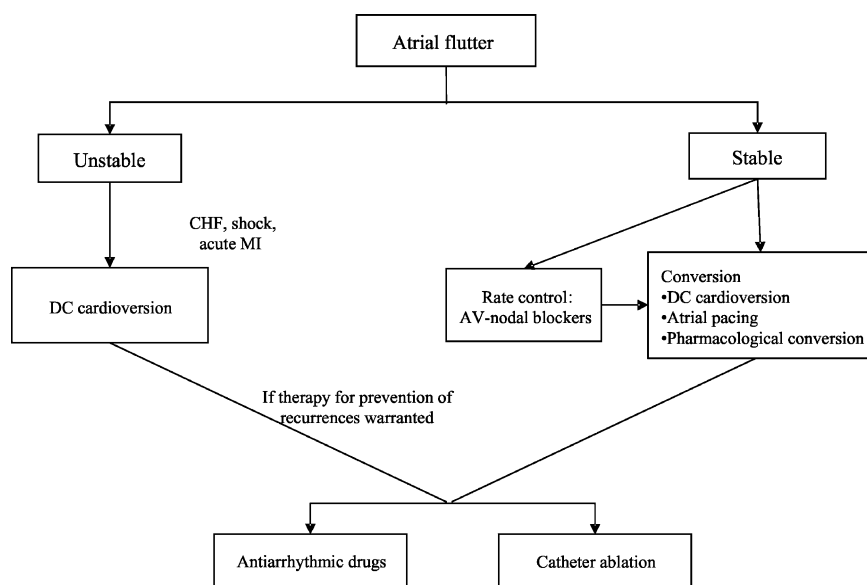 Atrial flutter
Unstable
Stable
CHF, shock,
acute MI
DC cardioversion
Rate control:
AV-nodal blockers
Conversion
•DC cardioversion
•Atrial pacing
•Pharmacological conversion
If therapy for prevention of
recurrences warranted
Antiarrhythmic drugs
Catheter ablation